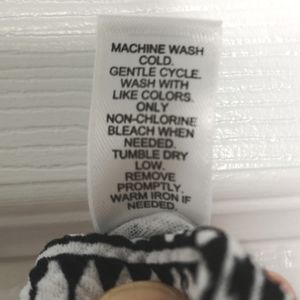 MACHINE WASH
COLD.
GENTLE CYCLE.
WASH WITH
LIKE COLORS.
ONLY
NON-CHLORINE
BLEACH WHEN
NEEDED.
TUMBLE DRY
LOW.
REMOVE
PROMPTLY.
WARM IRON IF
NEEDED.